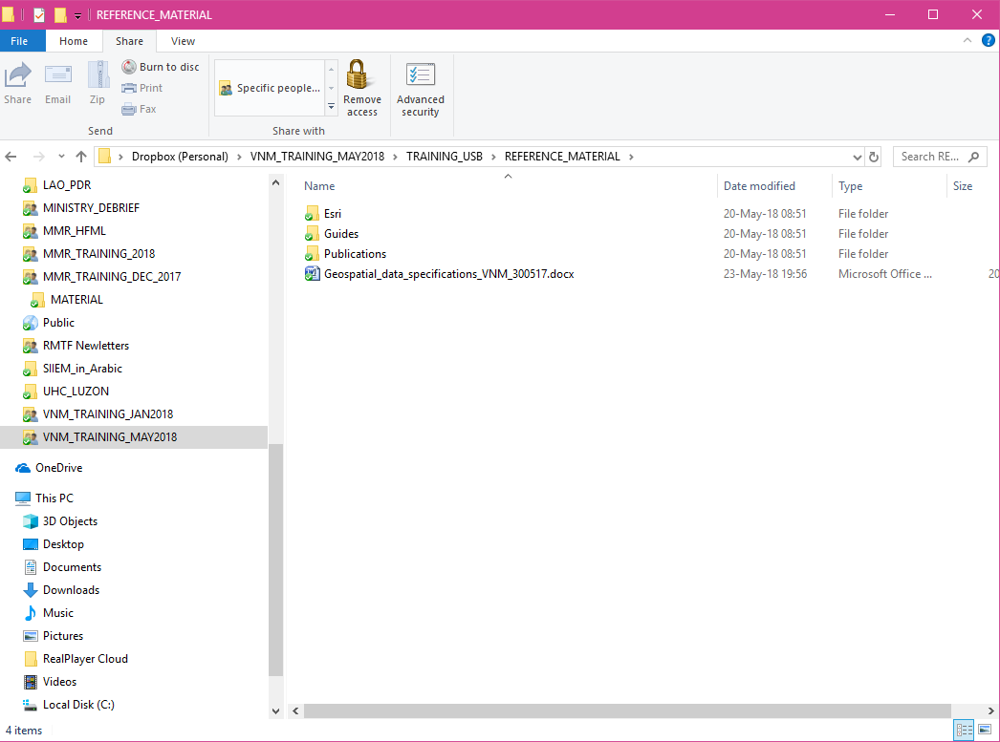 REFERENCE_MATERIAL
File Home Share View
Share Email Zip Burn to disc
Print
Fax
Send
Specific people...
Share with
Remove access
Advanced security
Dropbox (Personal) › VNM_TRAINING_MAY2018 › TRAINING_USB › REFERENCE_MATERIAL ›
Search RE...
LAO_PDR
MINISTRY_DEBRIEF
MMR_HFML
MMR_TRAINING_2018
MMR_TRAINING_DEC_2017
MATERIAL
Public
RMTF Newletters
SIIEM_in_Arabic
UHC_LUZON
VNM_TRAINING_JAN2018
VNM_TRAINING_MAY2018
OneDrive
This PC
3D Objects
Desktop
Documents
Downloads
Music
Pictures
RealPlayer Cloud
Videos
Local Disk (C:)
Name Date modified Type Size
Esri 20-May-18 08:51 File folder
Guides 20-May-18 08:51 File folder
Publications 20-May-18 08:51 File folder
Geospatial_data_specifications_VNM_300517.docx 23-May-18 19:56 Microsoft Office ... 20
4 items